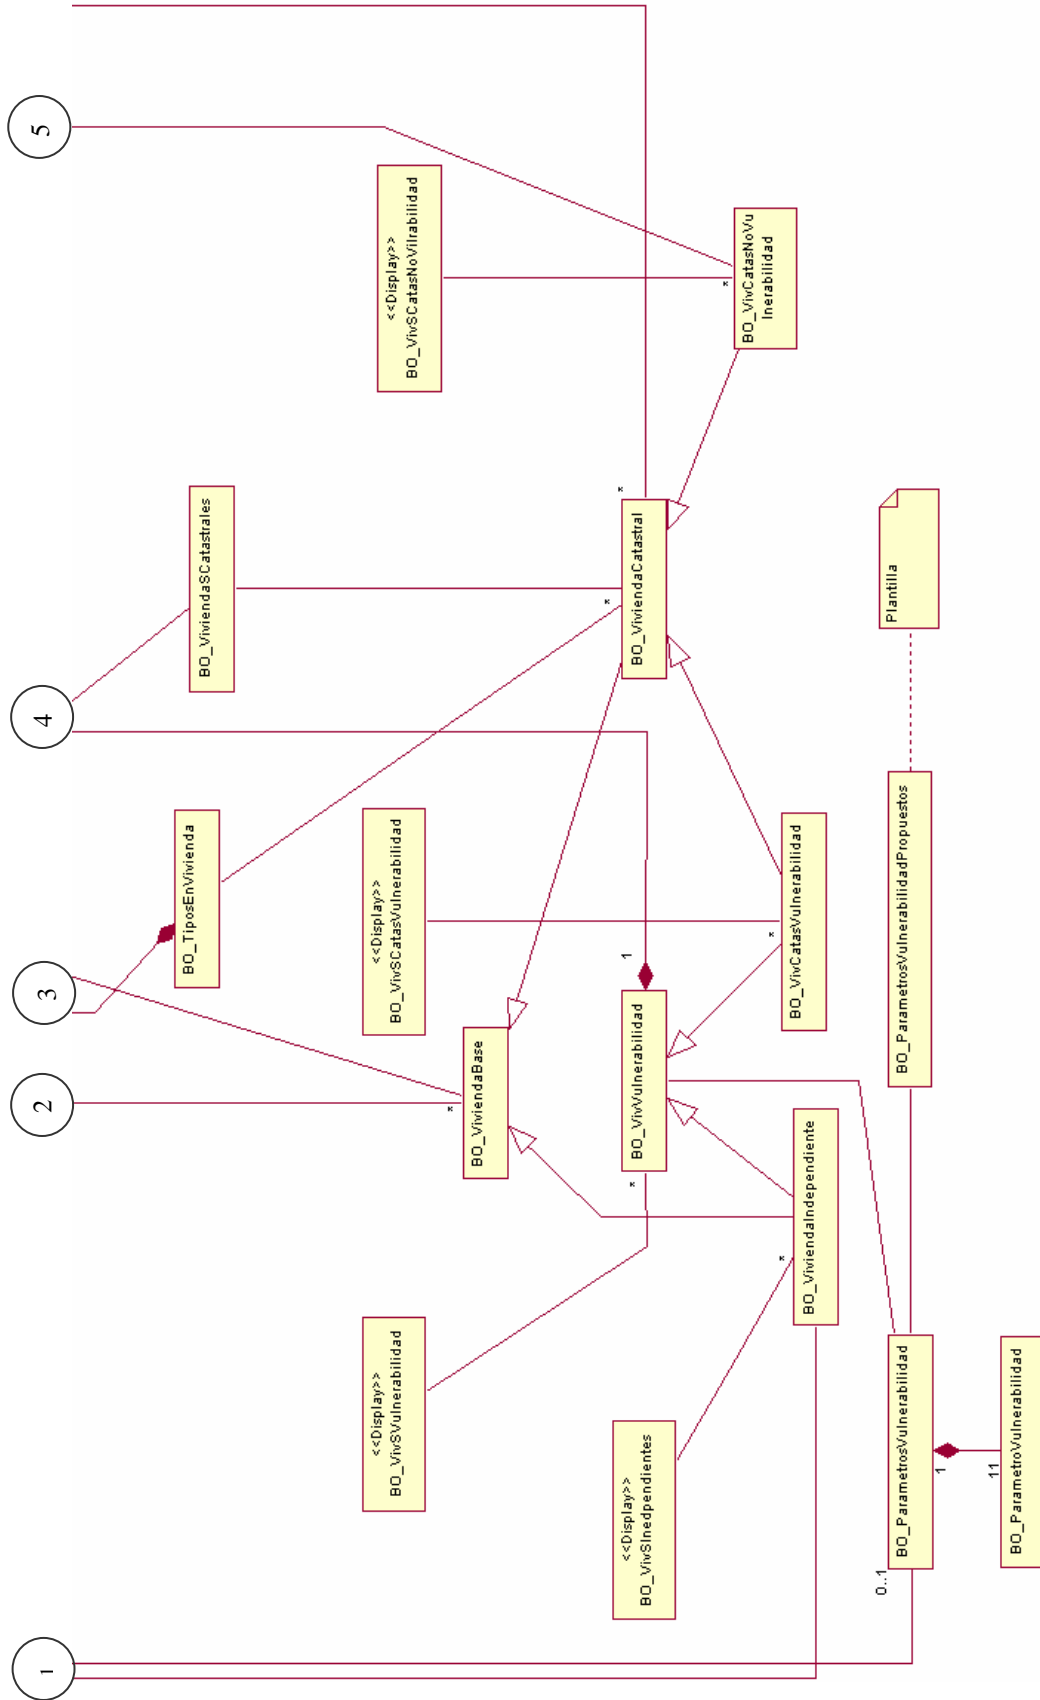 1
2
3
4
5
<<Display>>
BO_VivSVulnerabilidad
<<Display>>
BO_VivSInedpendientes
0..1
BO_ParametrosVulnerabilidad
1
11
BO_ParametroVulnerabilidad
*
BO_ViviendaBase
*
BO_VivVulnerabilidad
1
*
BO_ViviendaIndependiente
BO_TiposEnVivienda
<<Display>>
BO_VivSCatasVulnerabilidad
*
BO_VivCatasVulnerabilidad
BO_ParametrosVulnerabilidadPropuestos
Plantilla
BO_ViviendaSCatastrales
*
*
BO_ViviendaCatastral
<<Display>>
BO_VivSCatasNoVilrabilidad
*
BO_VivCatasNoVu
lnerabilidad